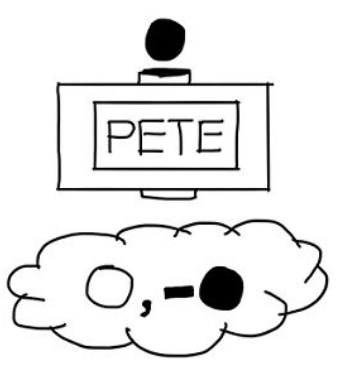 PETE
, -